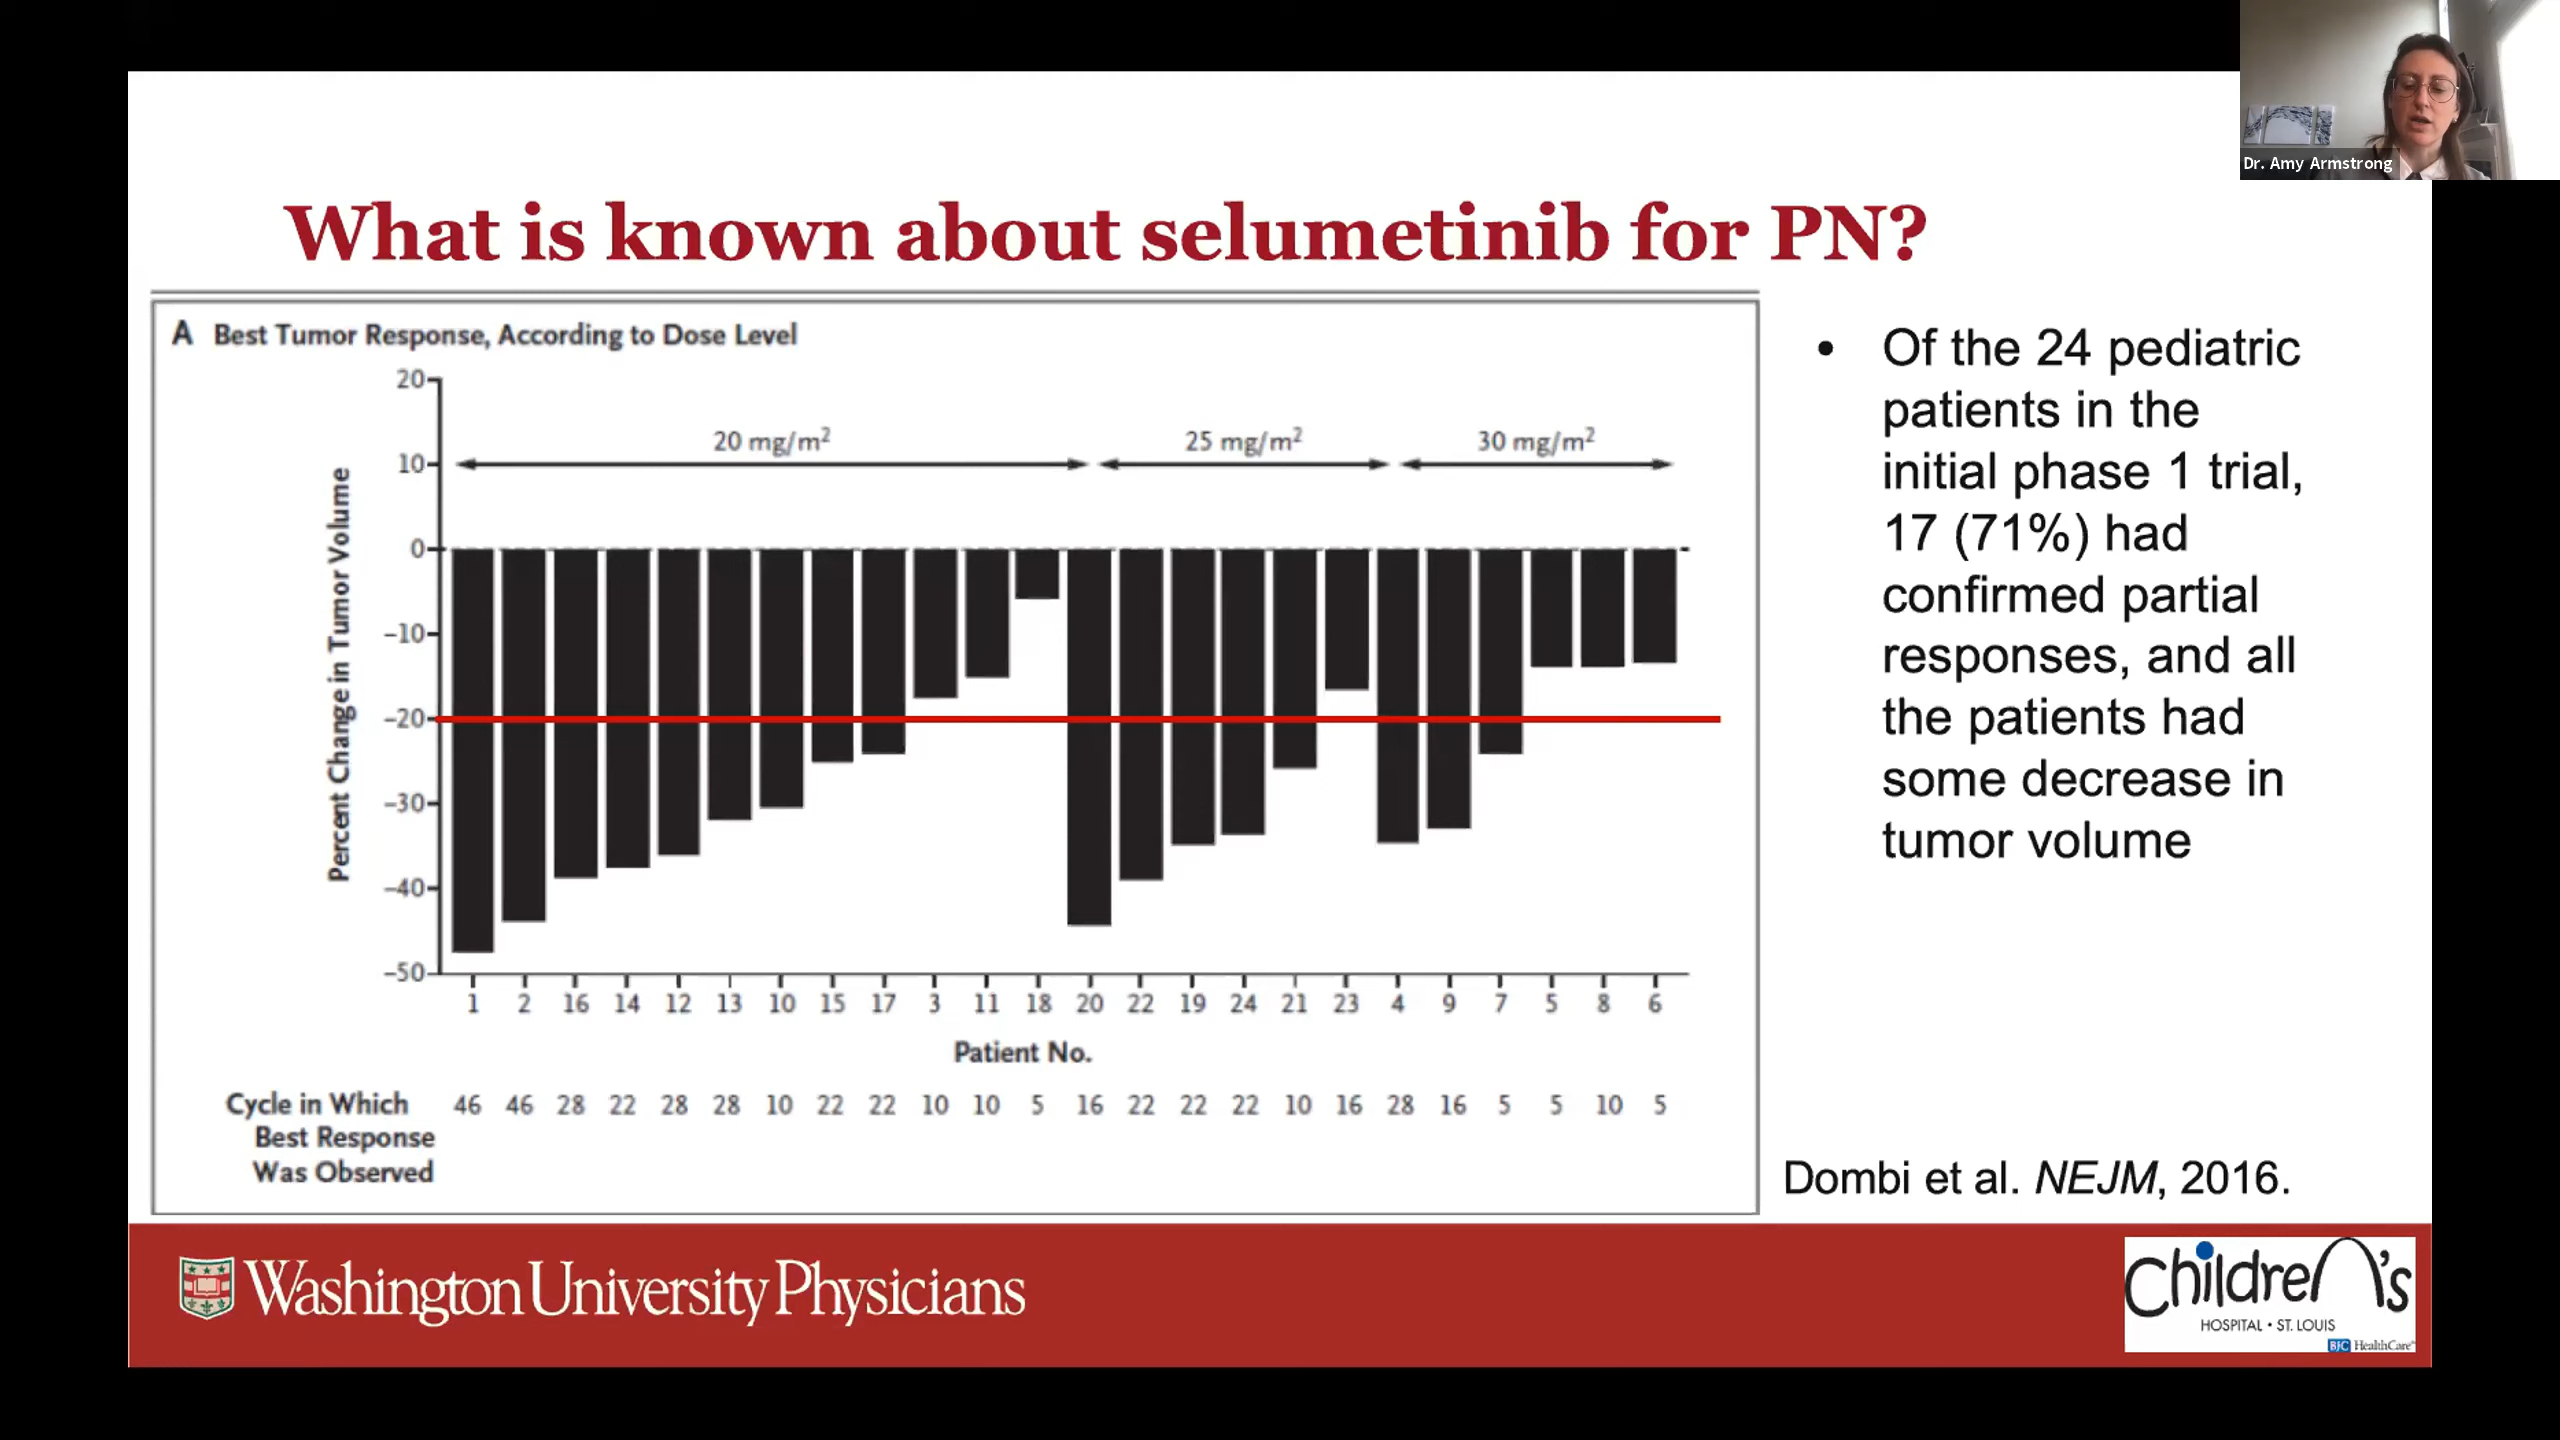 Dr. Amy Armstrong
What is known about selumetinib for PN?
A Best Tumor Response, According to Dose Level
Percent Change in Tumor Volume
20
10
0
–10
–20
–30
–40
–50
20 mg/m²
25 mg/m²
30 mg/m²
1 2 16 14 12 13 10 15 17 3 11 18 20 22 19 24 21 23 4 9 7 5 8 6
Patient No.
Cycle in Which 46 46 28 22 28 28 10 22 22 10 10 5 16 22 22 22 10 16 28 16 5 5 10 5
Best Response
Was Observed
• Of the 24 pediatric
patients in the
initial phase 1 trial,
17 (71%) had
confirmed partial
responses, and all
the patients had
some decrease in
tumor volume
Dombi et al. NEJM, 2016.
Washington University Physicians
Children's
HOSPITAL • ST. LOUIS
BJC HealthCare